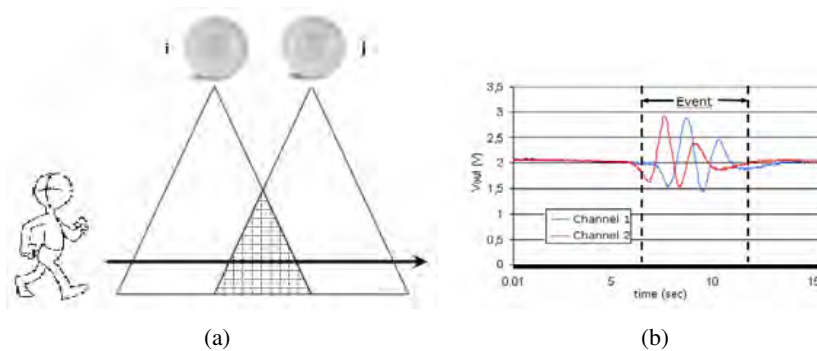 i
j
3,5
3
2,5
2
1,5
1
0,5
0
Vout (V)
Event
Channel 1
Channel 2
0.01
5
10
15
time (sec)
(a)
(b)